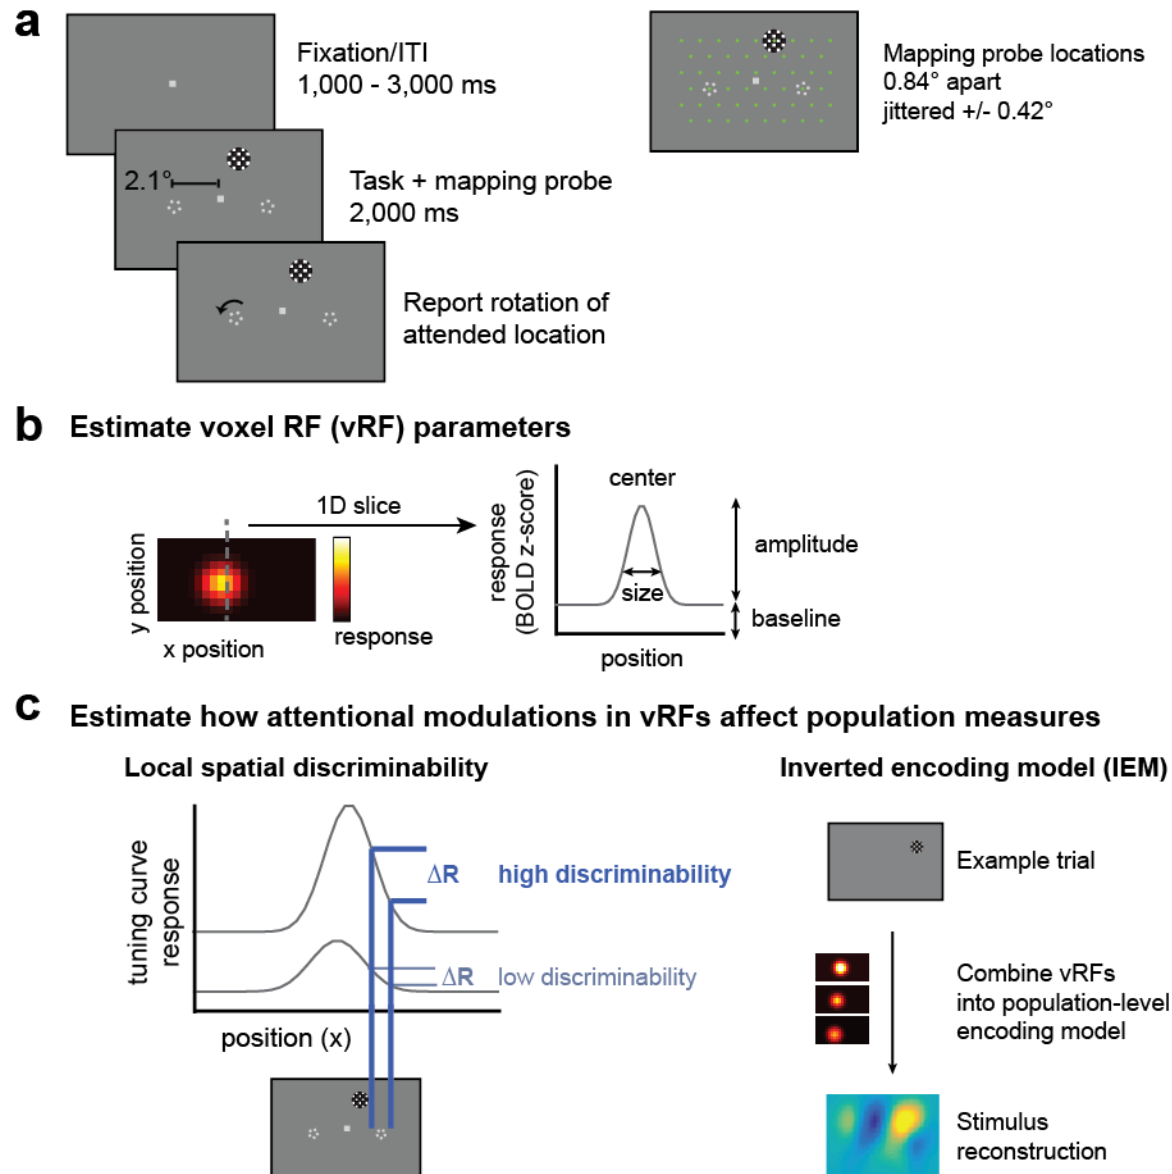 a
Fixation/ITI
1,000 - 3,000 ms
2.1°
Task + mapping probe
2,000 ms
Report rotation of
attended location
Mapping probe locations
0.84° apart
jittered +/- 0.42°
b Estimate voxel RF (vRF) parameters
y position
x position
1D slice
response
response
(BOLD z-score)
center
size
amplitude
baseline
position
c Estimate how attentional modulations in vRFs affect population measures
Local spatial discriminability
tuning curve
response
ΔR high discriminability
ΔR low discriminability
position (x)
Inverted encoding model (IEM)
Example trial
Combine vRFs
into population-level
encoding model
Stimulus
reconstruction